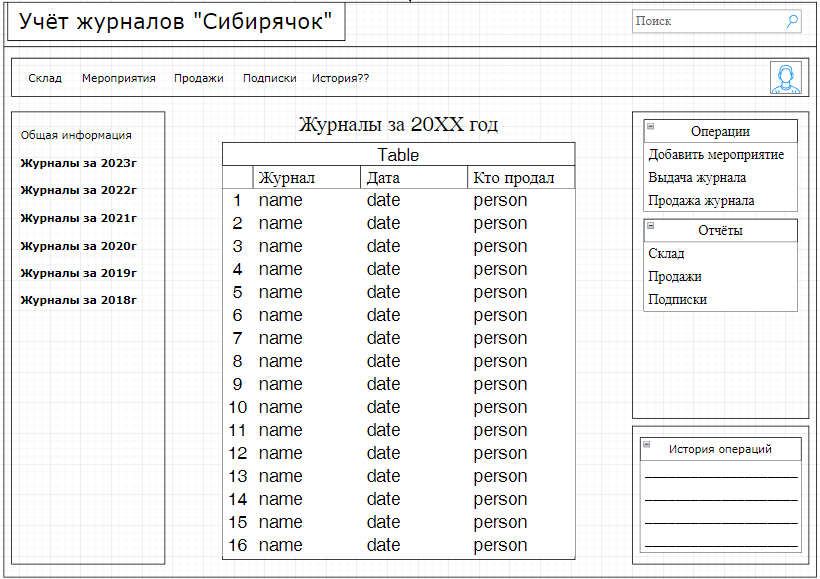 Учёт журналов "Сибирячок"
Поиск
Склад Мероприятия Продажи Подписки История??
Общая информация
Журналы за 2023г
Журналы за 2022г
Журналы за 2021г
Журналы за 2020г
Журналы за 2019г
Журналы за 2018г
Журналы за 20XX год
Table
Журнал Дата Кто продал
1 name date person
2 name date person
3 name date person
4 name date person
5 name date person
6 name date person
7 name date person
8 name date person
9 name date person
10 name date person
11 name date person
12 name date person
13 name date person
14 name date person
15 name date person
16 name date person
Операции
Добавить мероприятие
Выдача журнала
Продажа журнала
Отчёты
Склад
Продажи
Подписки
История операций